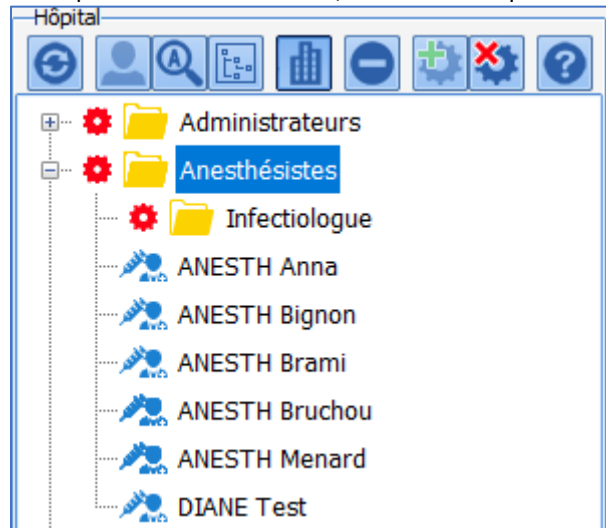 Hôpital
Administrateurs
Anesthésistes
Infectiologue
ANESTH Anna
ANESTH Bignon
ANESTH Brami
ANESTH Bruchou
ANESTH Menard
DIANE Test